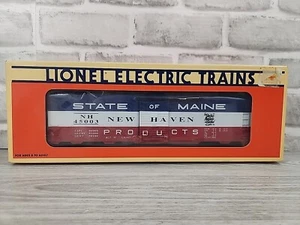 LIONEL ELECTRIC TRAINS
STATE OF MAINE
NH NEW HAVEN
45003
PRODUCTS